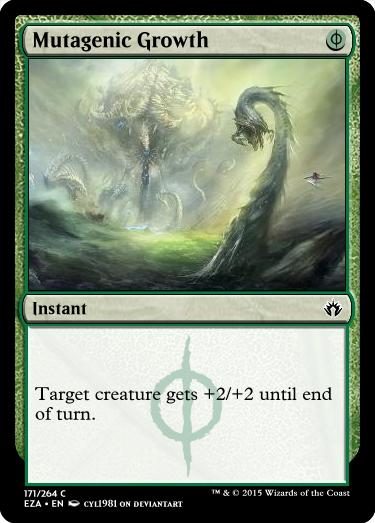 Mutagenic Growth
Instant
Target creature gets +2/+2 until end
of turn.
171/264 C
EZA • EN CYL1981 ON DEVIANTART
™ & © 2015 Wizards of the Coast